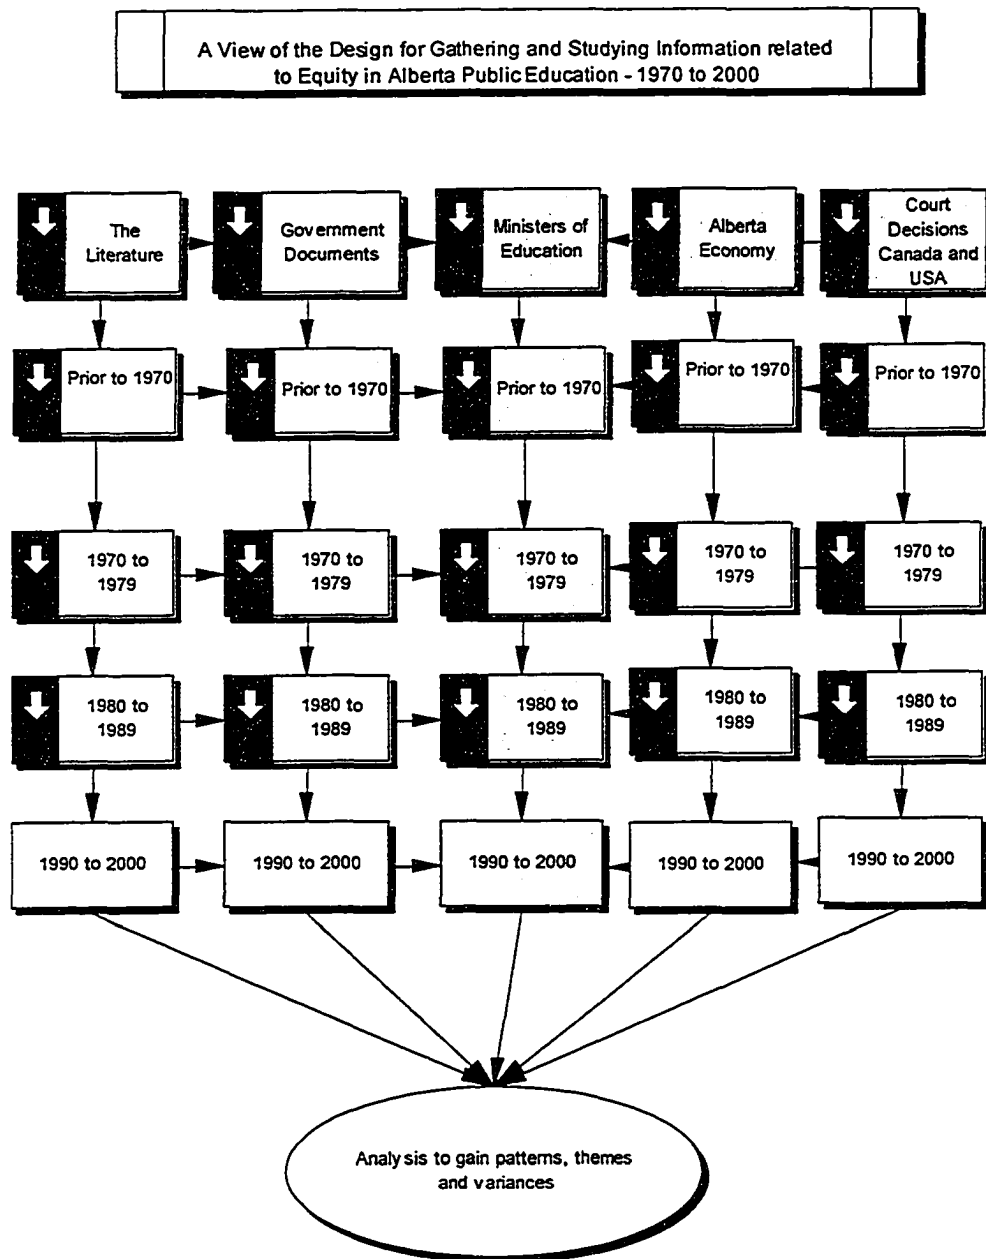 A View of the Design for Gathering and Studying Information related
to Equity in Alberta Public Education - 1970 to 2000
The
Literature
Government
Documents
Ministers of
Education
Alberta
Economy
Court
Decisions
Canada and
USA
Prior to 1970
Prior to 1970
Prior to 1970
Prior to 1970
Prior to 1970
1970 to
1979
1970 to
1979
1970 to
1979
1970 to
1979
1970 to
1979
1980 to
1989
1980 to
1989
1980 to
1989
1980 to
1989
1980 to
1989
1990 to 2000
1990 to 2000
1990 to 2000
1990 to 2000
1990 to 2000
Analysis to gain patterns, themes
and variances